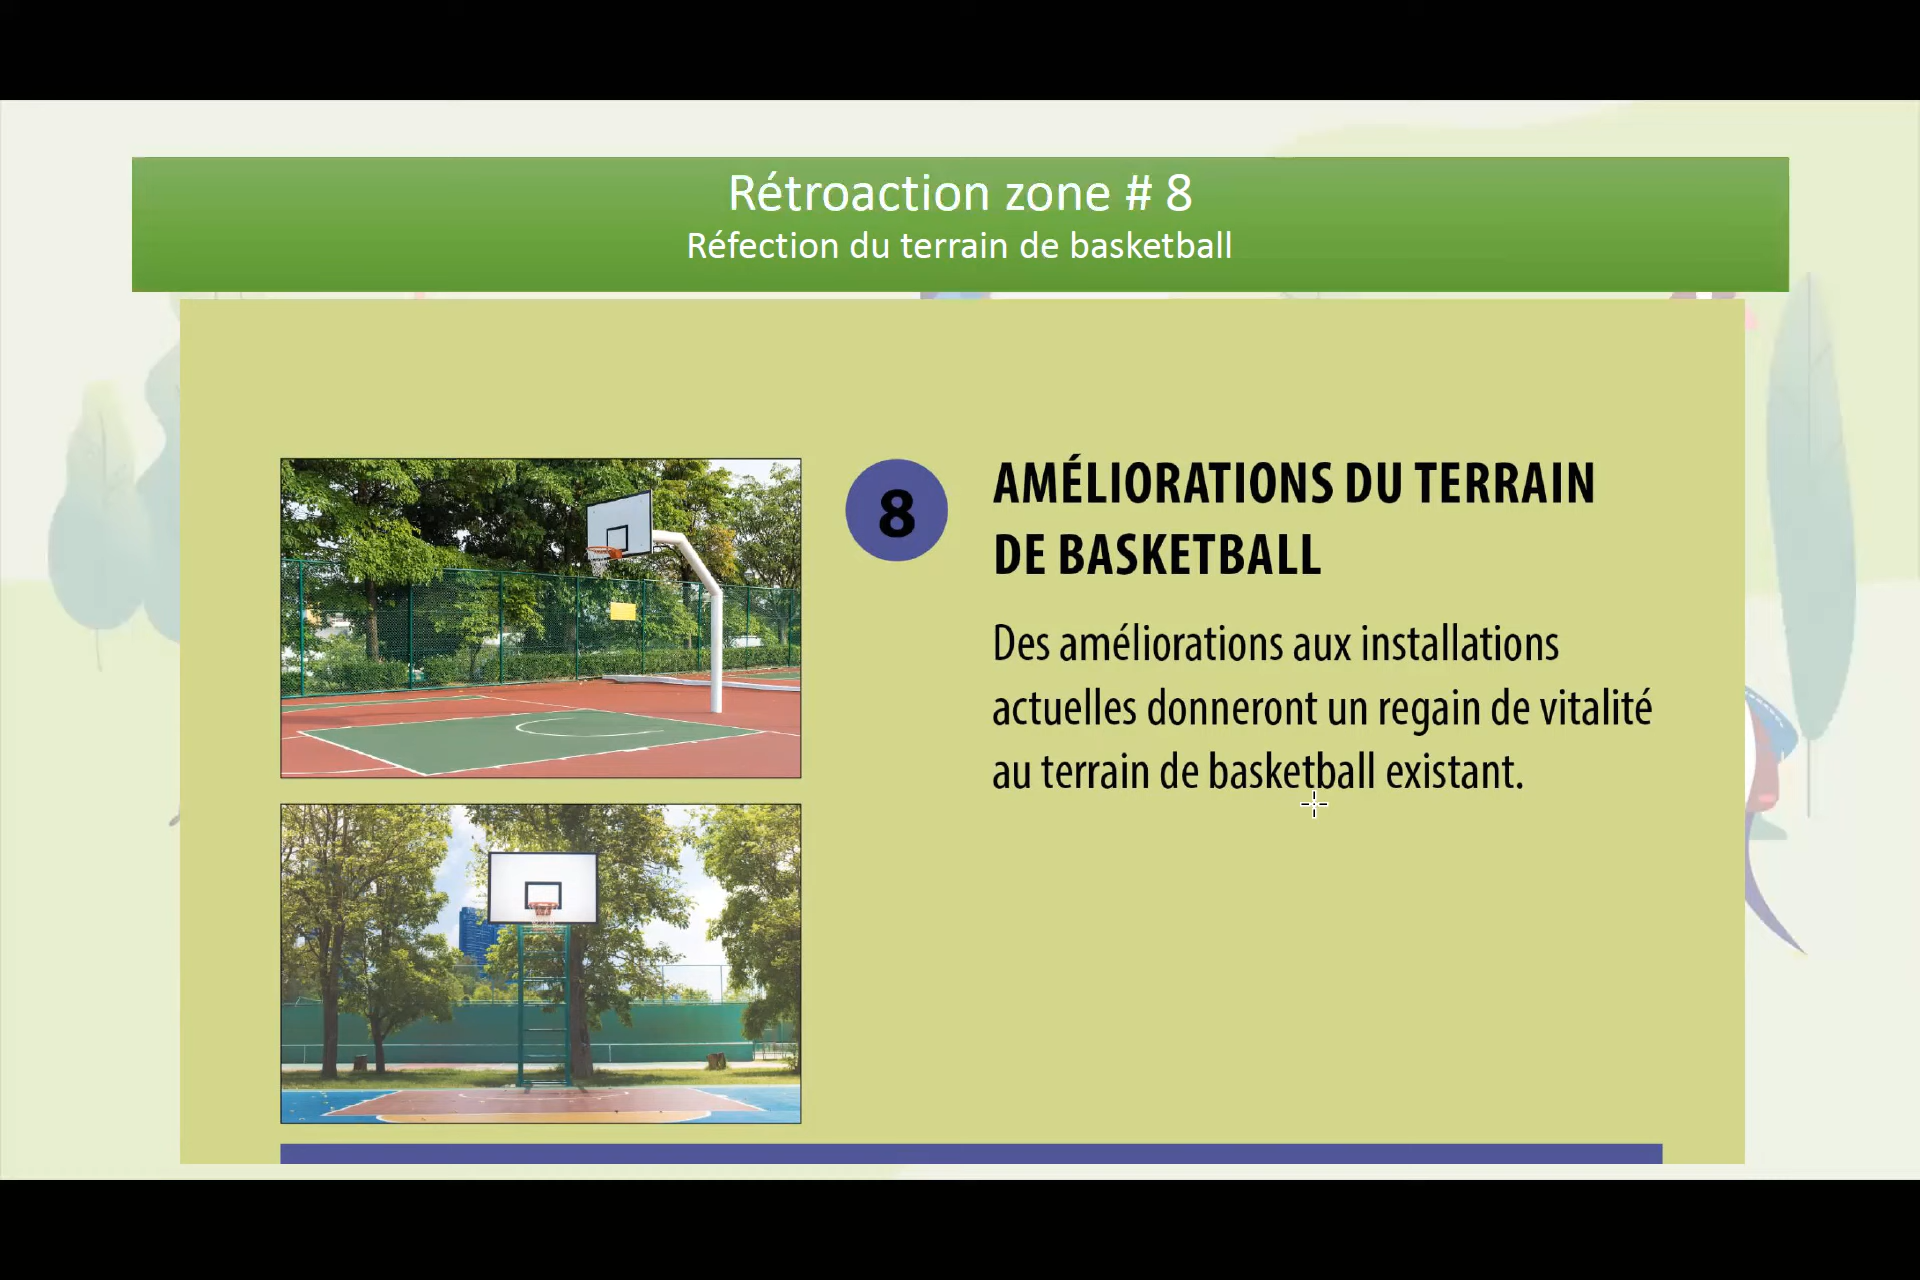 Rétroaction zone # 8
Réfection du terrain de basketball
8
AMÉLIORATIONS DU TERRAIN
DE BASKETBALL
Des améliorations aux installations
actuelles donneront un regain de vitalité
au terrain de basketball existant.